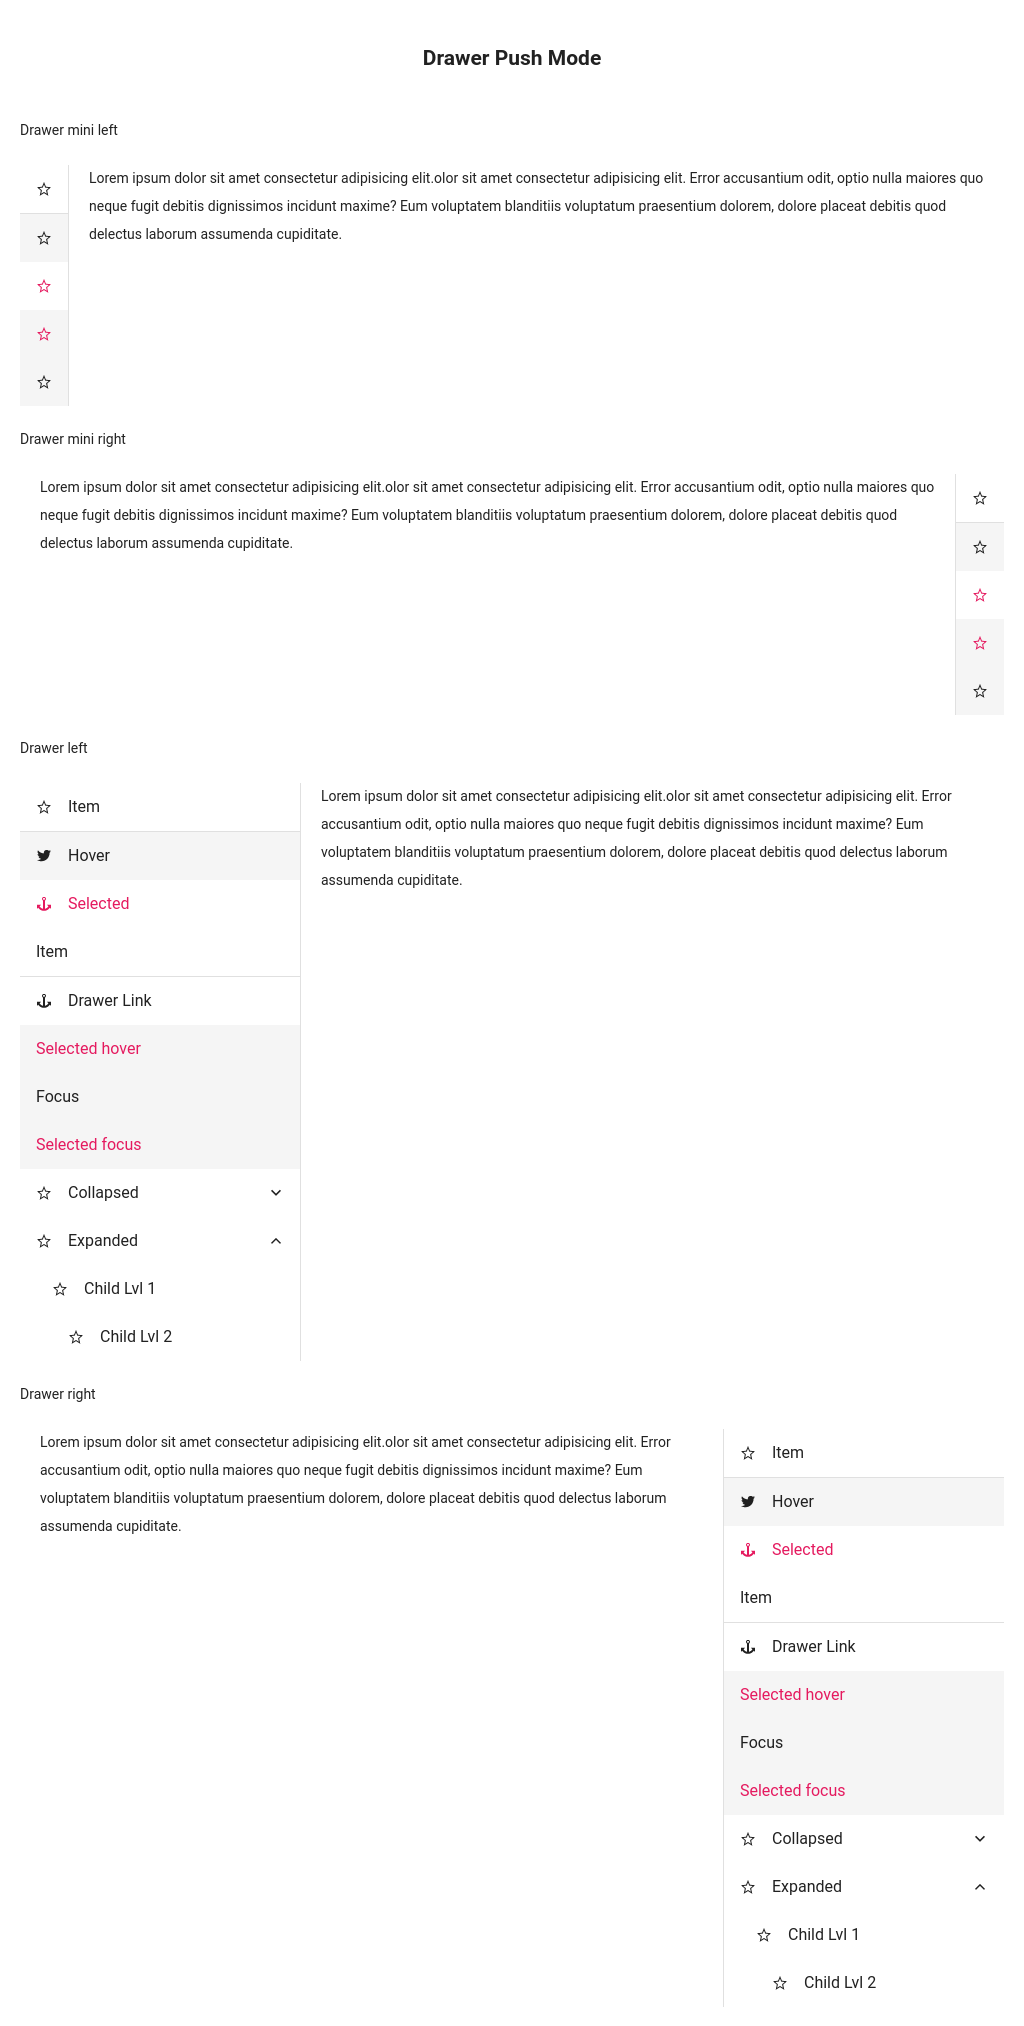 Drawer Push Mode
Drawer mini left
Lorem ipsum dolor sit amet consectetur adipisicing elit.olor sit amet consectetur adipisicing elit. Error accusantium odit, optio nulla maiores quo
neque fugit debitis dignissimos incidunt maxime? Eum voluptatem blanditiis voluptatum praesentium dolorem, dolore placeat debitis quod
delectus laborum assumenda cupiditate.
Drawer mini right
Lorem ipsum dolor sit amet consectetur adipisicing elit.olor sit amet consectetur adipisicing elit. Error accusantium odit, optio nulla maiores quo
neque fugit debitis dignissimos incidunt maxime? Eum voluptatem blanditiis voluptatum praesentium dolorem, dolore placeat debitis quod
delectus laborum assumenda cupiditate.
Drawer left
Item
Hover
Selected
Item
Drawer Link
Selected hover
Focus
Selected focus
Collapsed
Expanded
Child Lvl 1
Child Lvl 2
Lorem ipsum dolor sit amet consectetur adipisicing elit.olor sit amet consectetur adipisicing elit. Error
accusantium odit, optio nulla maiores quo neque fugit debitis dignissimos incidunt maxime? Eum
voluptatem blanditiis voluptatum praesentium dolorem, dolore placeat debitis quod delectus laborum
assumenda cupiditate.
Drawer right
Lorem ipsum dolor sit amet consectetur adipisicing elit.olor sit amet consectetur adipisicing elit. Error
accusantium odit, optio nulla maiores quo neque fugit debitis dignissimos incidunt maxime? Eum
voluptatem blanditiis voluptatum praesentium dolorem, dolore placeat debitis quod delectus laborum
assumenda cupiditate.
Item
Hover
Selected
Item
Drawer Link
Selected hover
Focus
Selected focus
Collapsed
Expanded
Child Lvl 1
Child Lvl 2